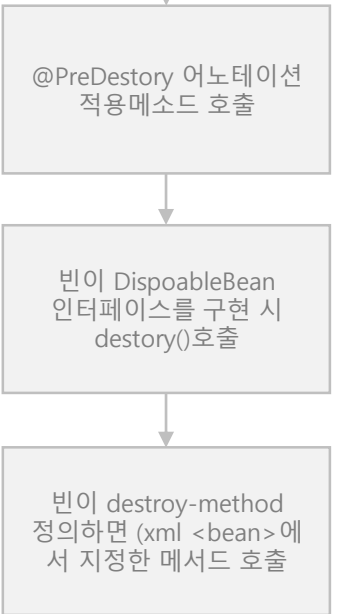 @PreDestory 어노테이션
적용메소드 호출
빈이 DispoableBean
인터페이스를 구현 시
destory()호출
빈이 destroy-method
정의하면 (xml <bean>에
서 지정한 메서드 호출